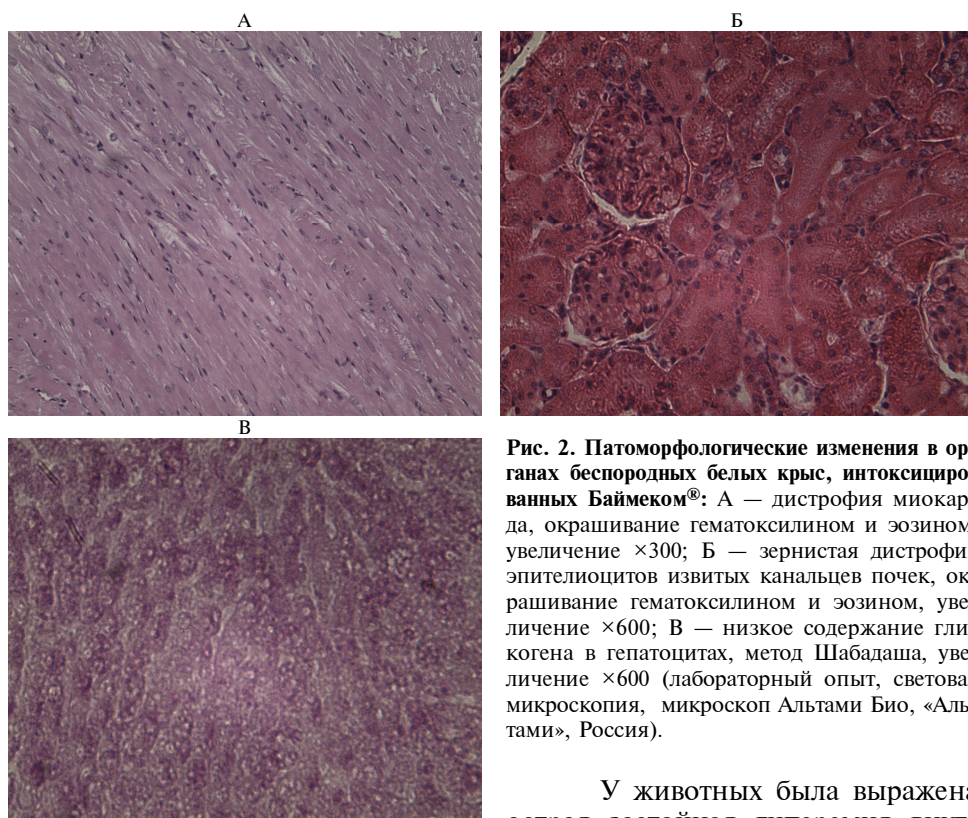 А
Б
В
Рис. 2. Патоморфологические изменения в ор-
ганах беспородных белых крыс, интоксициро-
ванных Баймеком®: А — дистрофия миокар-
да, окрашивание гематоксилином и эозином
увеличение ×300; Б — зернистая дистрофи
эпителиоцитов извитых канальцев почек, ок-
рашивание гематоксилином и эозином, уве-
личение ×600; В — низкое содержание гли-
когена в гепатоцитах, метод Шабадаша, уве-
личение ×600 (лабораторный опыт, светова
микроскопия, микроскоп Альтами Био, «Аль-
тами», Россия).
У животных была выражена